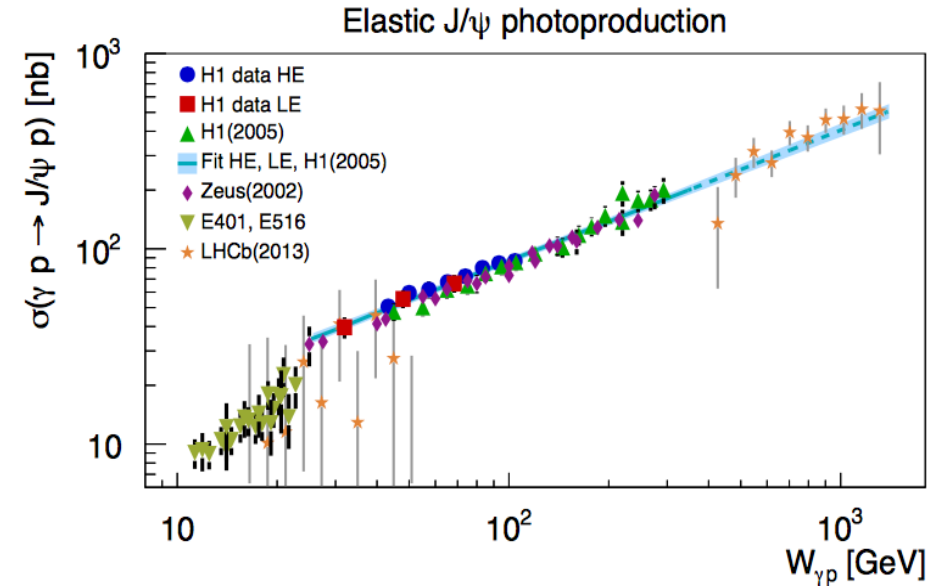 Elastic J/ψ photoproduction
σ(γ p → J/ψ p) [nb]
10³
10²
10
H1 data HE
H1 data LE
H1(2005)
Fit HE, LE, H1(2005)
Zeus(2002)
E401, E516
LHCb(2013)
10
10²
10³
W_γp [GeV]